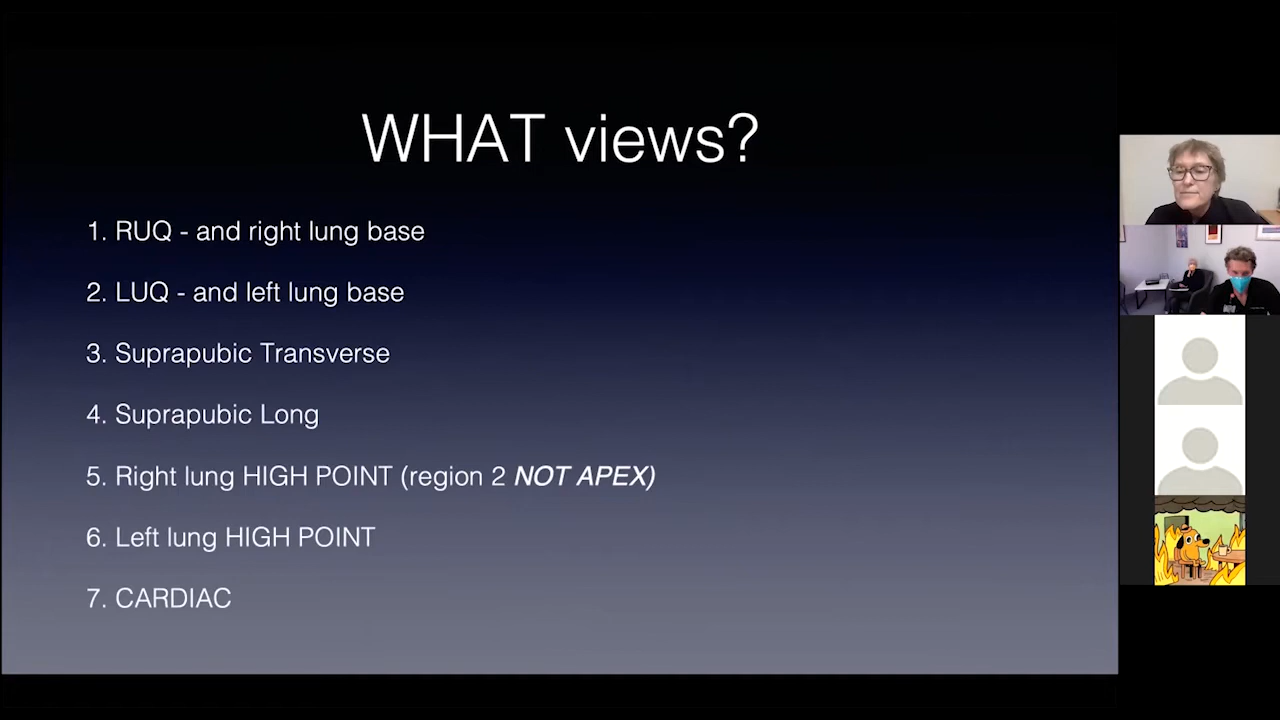 WHAT views?
1. RUQ - and right lung base
2. LUQ - and left lung base
3. Suprapubic Transverse
4. Suprapubic Long
5. Right lung HIGH POINT (region 2 NOT APEX)
6. Left lung HIGH POINT
7. CARDIAC